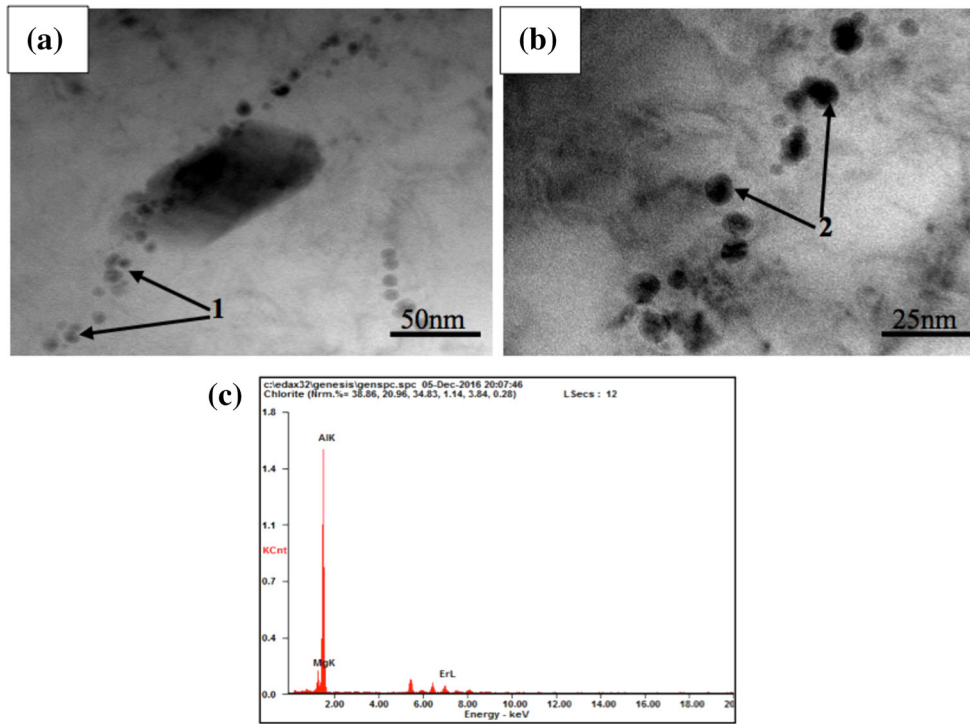 (a)
1
50nm
(b)
2
25nm
(c)
c:\edax32\genesis\genspc.spc 05-Dec-2016 20:07:46
Chlorite (Nrm.%= 38.86, 20.96, 34.83, 1.14, 3.84, 0.28) LSecs : 12
1.8
AlK
1.4
1.1
KCnt
0.7
0.4
MgK
ErL
0.0
2.00 4.00 6.00 8.00 10.00 12.00 14.00 16.00 18.00 20
Energy - keV